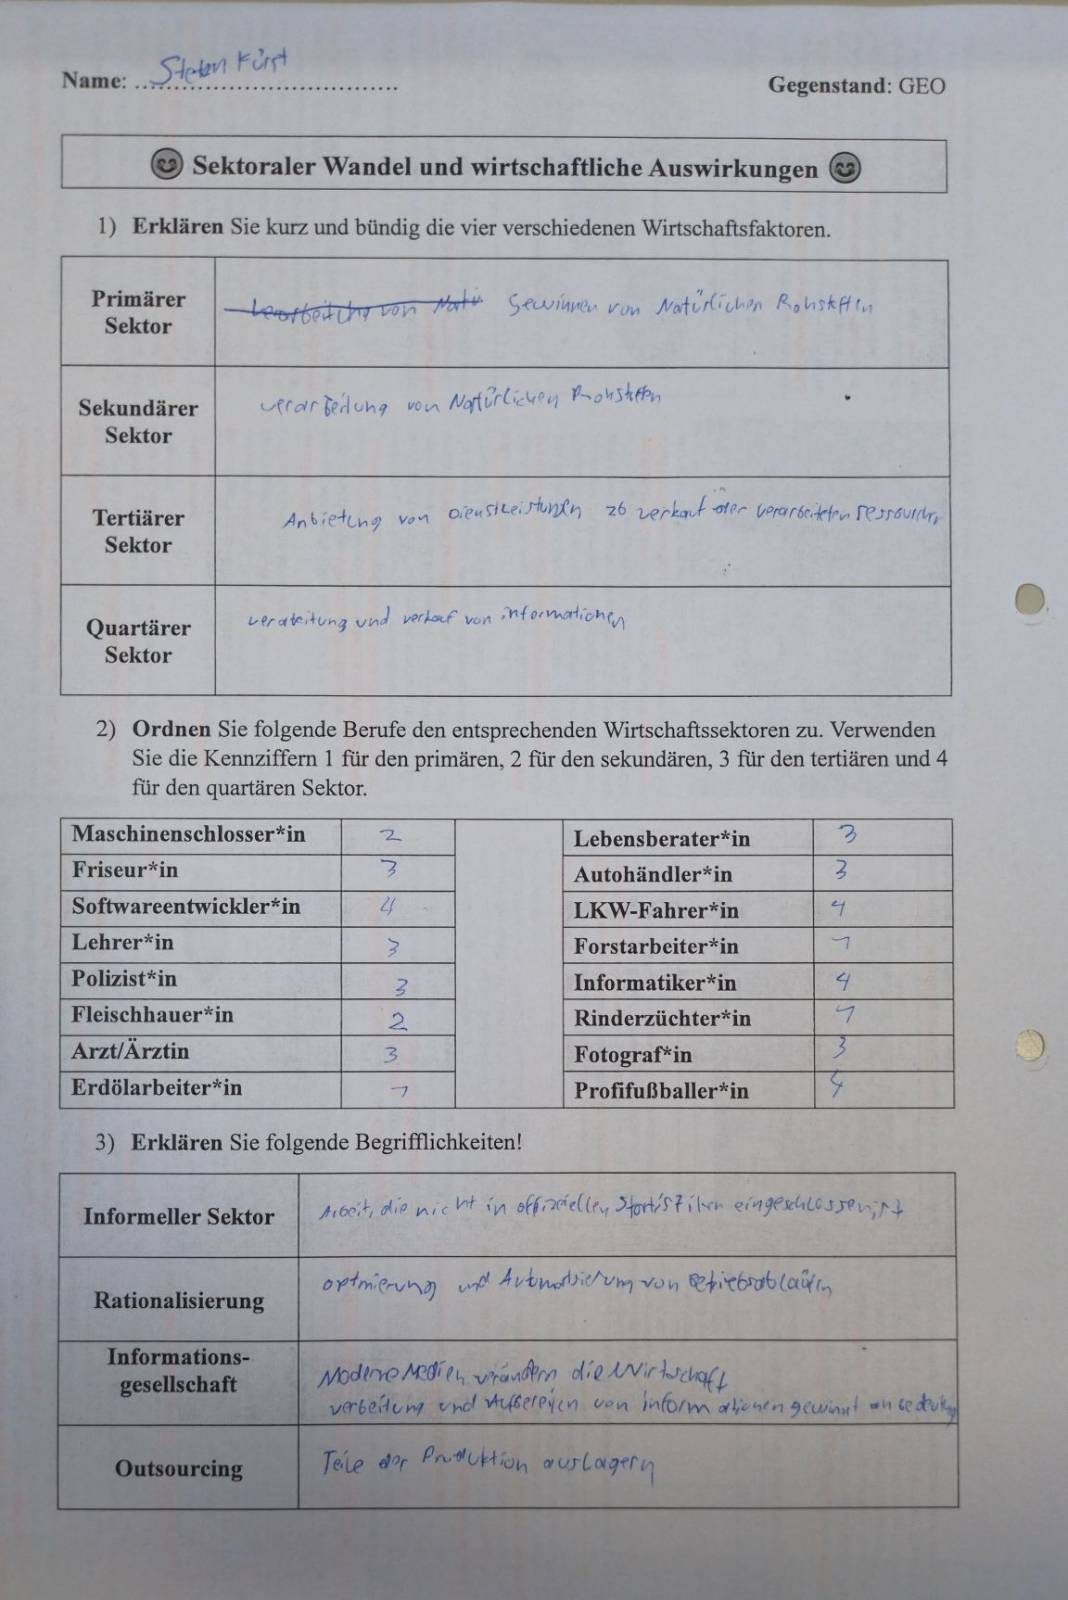 Name: Stefan Fürst
Gegenstand: GEO
Sektoraler Wandel und wirtschaftliche Auswirkungen
1) Erklären Sie kurz und bündig die vier verschiedenen Wirtschaftsfaktoren.
Primärer Sektor
Verarbeitung von Natü Gewinnen von Natürlichen Rohstoffen
Sekundärer Sektor
verarbeitung von Natürlichen Rohstoffen
Tertiärer Sektor
Anbietung von Dienstleistungen zb verkauf der verarbeiteten ressourcen
Quartärer Sektor
verarbeitung und verkauf von informationen
2) Ordnen Sie folgende Berufe den entsprechenden Wirtschaftssektoren zu. Verwenden
Sie die Kennziffern 1 für den primären, 2 für den sekundären, 3 für den tertiären und 4
für den quartären Sektor.
Maschinenschlosser*in 2
Friseur*in 3
Softwareentwickler*in 4
Lehrer*in 3
Polizist*in 3
Fleischhauer*in 2
Arzt/Ärztin 3
Erdölarbeiter*in 1
Lebensberater*in 3
Autohändler*in 3
LKW-Fahrer*in 4
Forstarbeiter*in 1
Informatiker*in 4
Rinderzüchter*in 1
Fotograf*in 3
Profifußballer*in 4
3) Erklären Sie folgende Begrifflichkeiten!
Informeller Sektor
Arbeit, die nicht in offiziellen Startistiken eingeschlossen ist
Rationalisierung
optmierung und Automatisierung von Betriebsabläufen
Informations-
gesellschaft
Moderne Medien verändern die Wirtschaft
verbeitung und Aufbereiten von informationen gewinnt an bedeutung
Outsourcing
Teile der Produktion auslagern